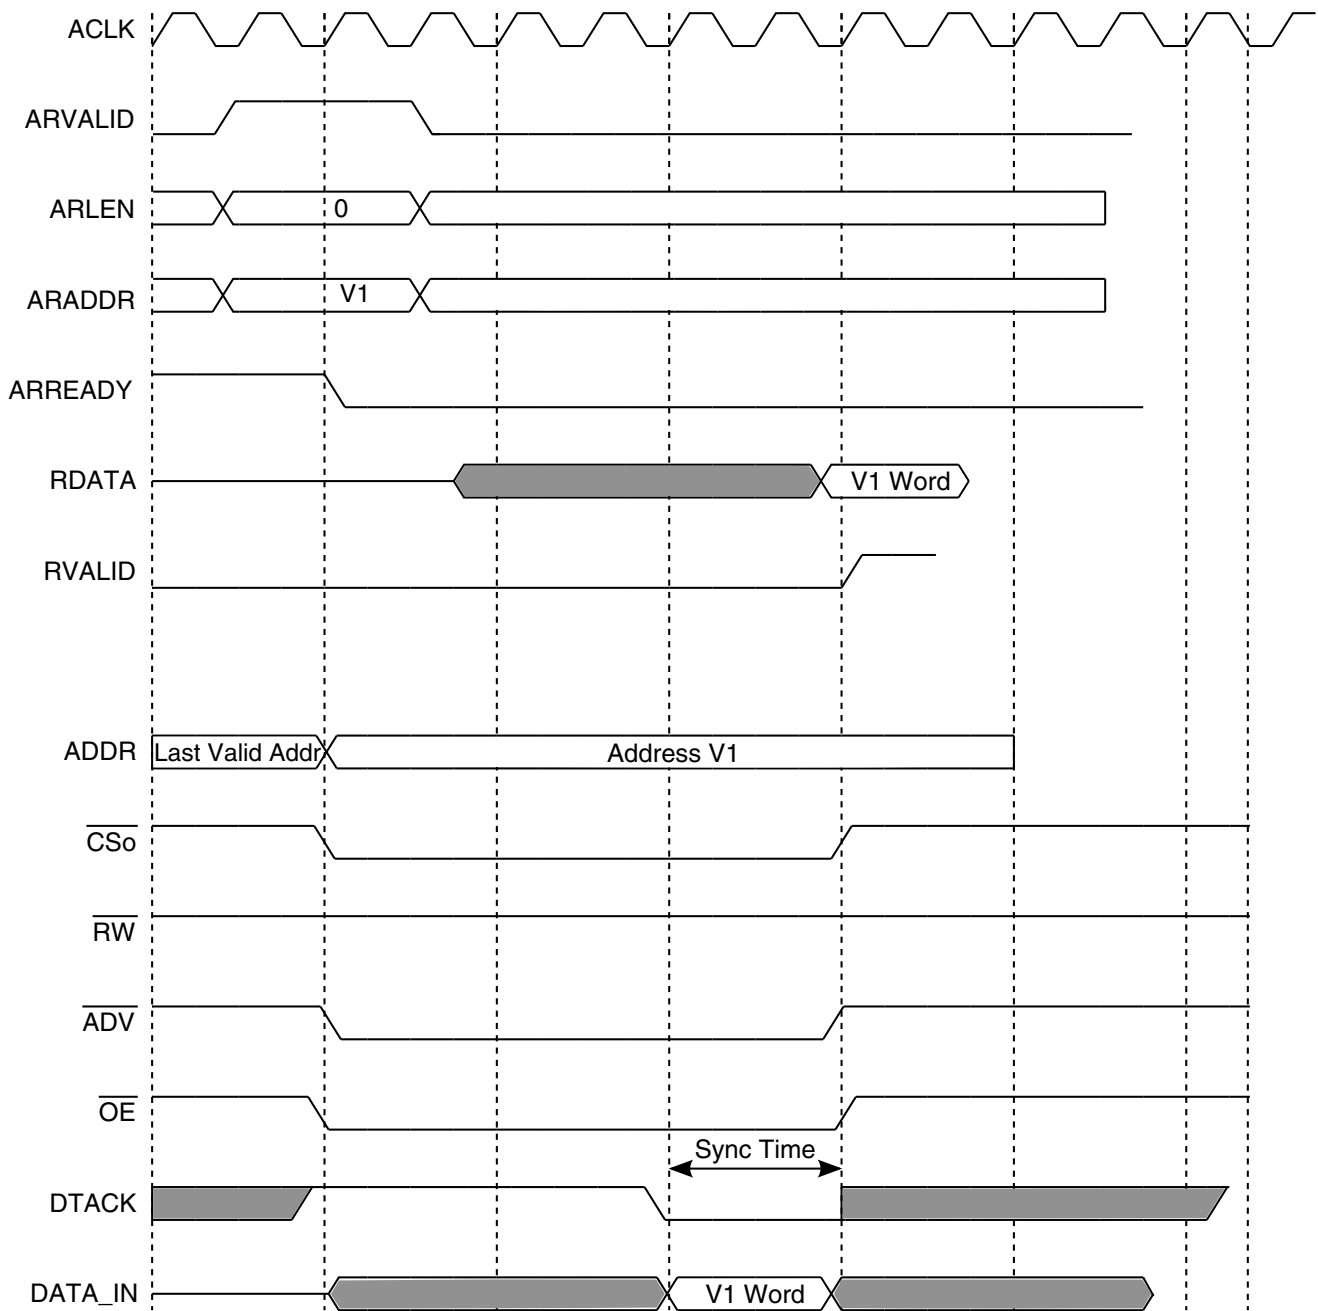 ACLK
ARVALID
ARLEN 0
ARADDR V1
ARREADY
RDATA V1 Word
RVALID
ADDR Last Valid Addr Address V1
CSo
RW
ADV
OE
Sync Time
DTACK
DATA_IN V1 Word